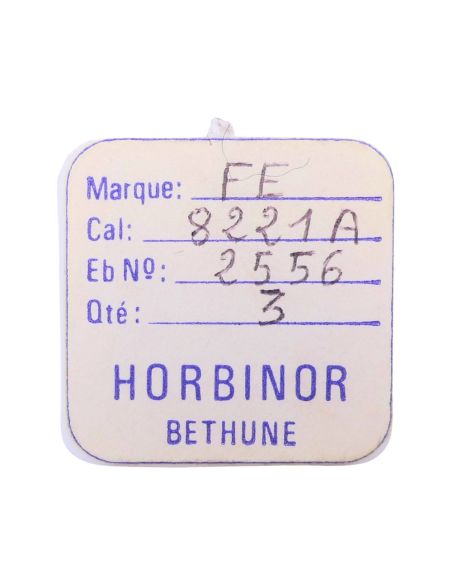 Marque: FE
Cal: 8221A
Eb Nº: 2556
Qté: 3
HORBINOR
BETHUNE